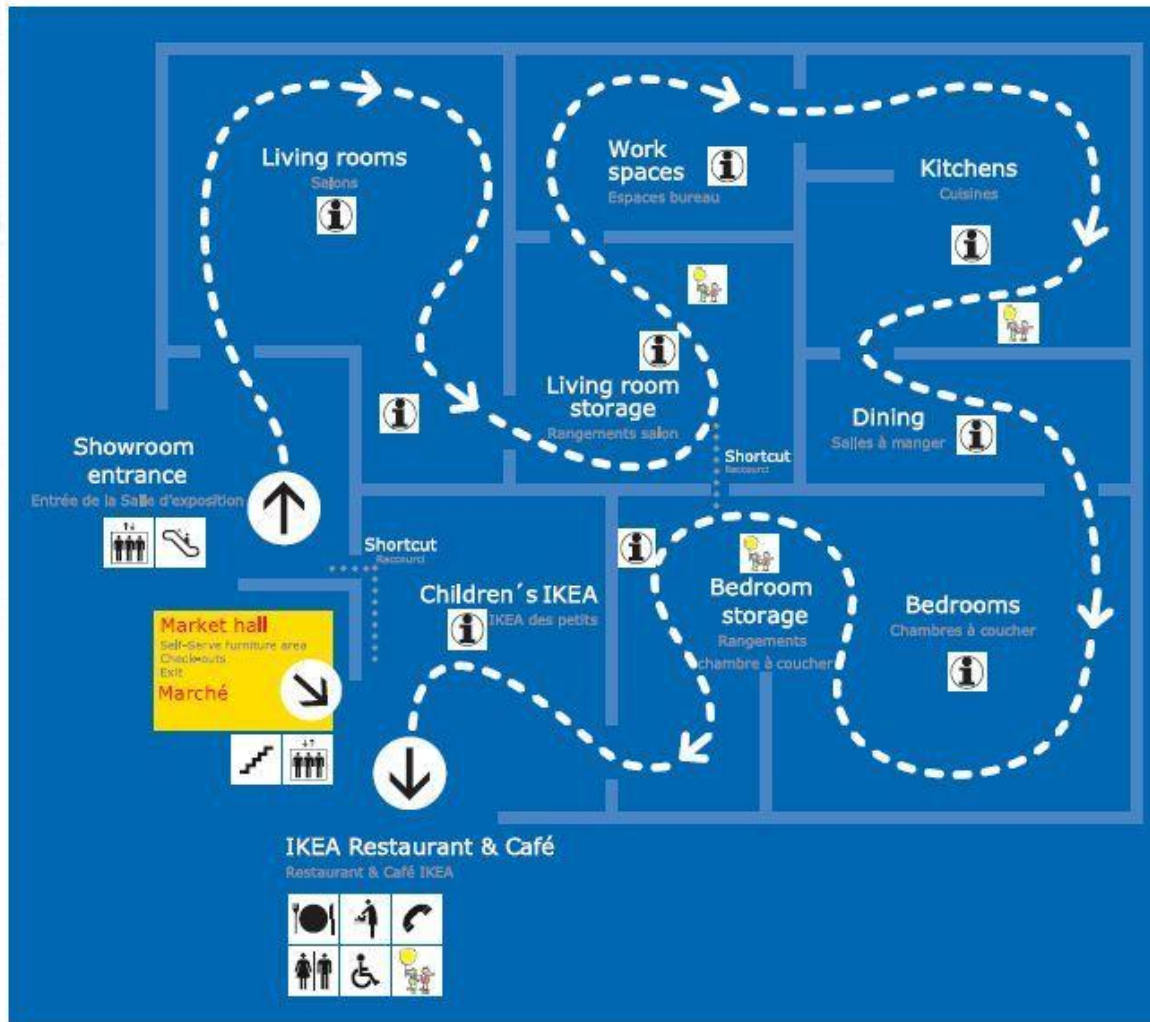 Living rooms
Salons
Work
spaces
Espaces bureau
Kitchens
Cuisines
Living room
storage
Rangements salon
Dining
Salles à manger
Showroom
entrance
Entrée de la Salle d'exposition
Shortcut
Raccourci
Shortcut
Raccourci
Children´s IKEA
IKEA des petits
Bedroom
storage
Rangements
chambre à coucher
Bedrooms
Chambres à coucher
Market hall
Self-Serve furniture area
Check-outs
Exit
Marché
IKEA Restaurant & Café
Restaurant & Café IKEA